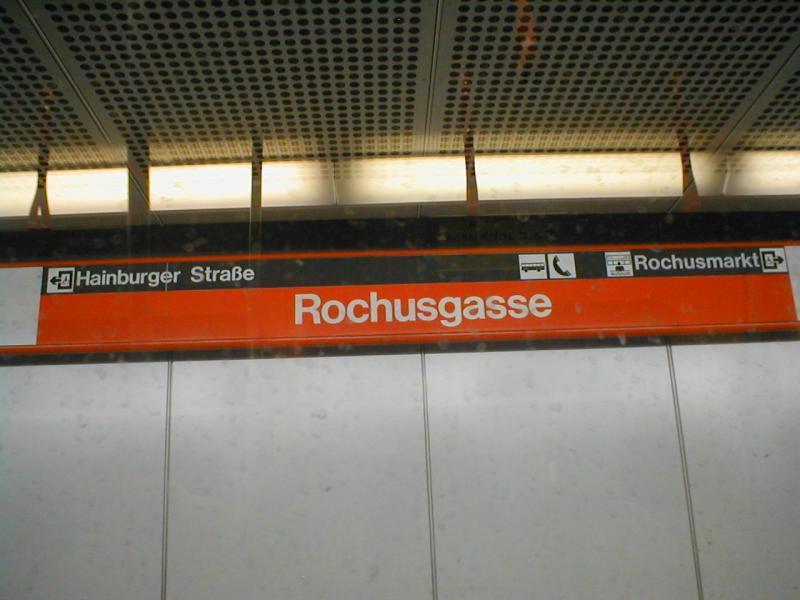 Hainburger Straße
Rochusmarkt
Rochusgasse